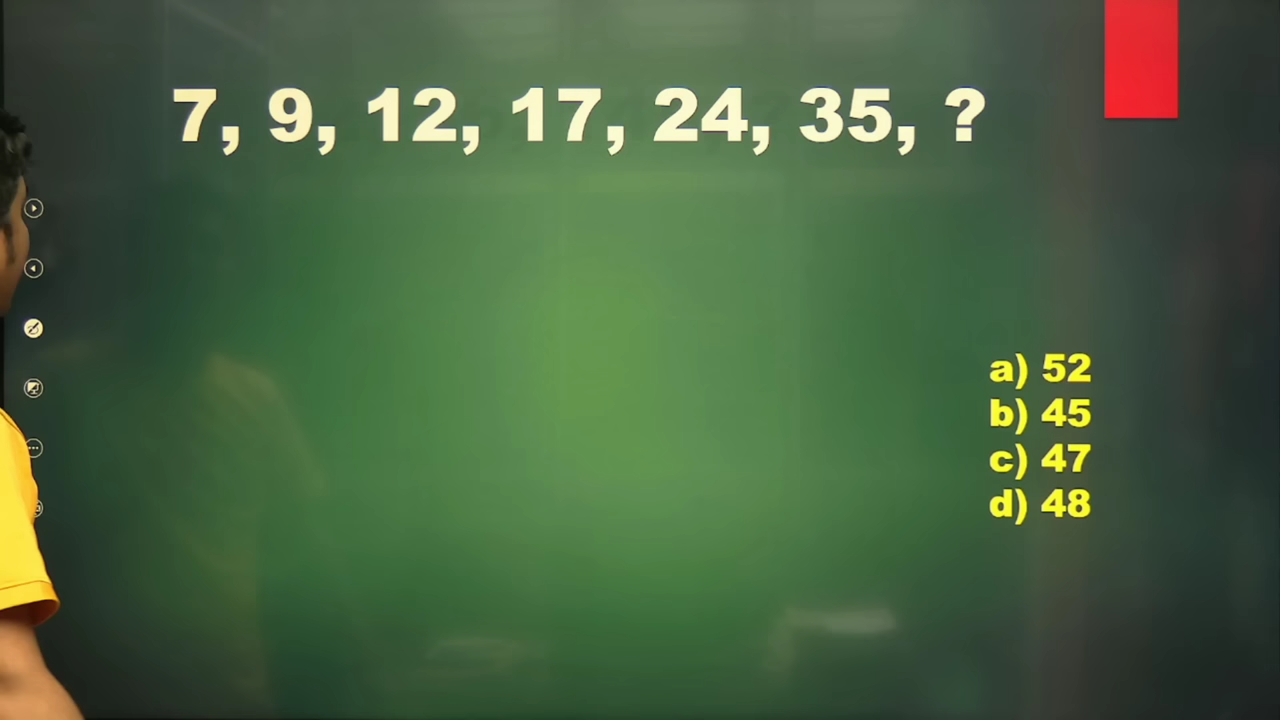 7, 9, 12, 17, 24, 35, ?
a) 52
b) 45
c) 47
d) 48